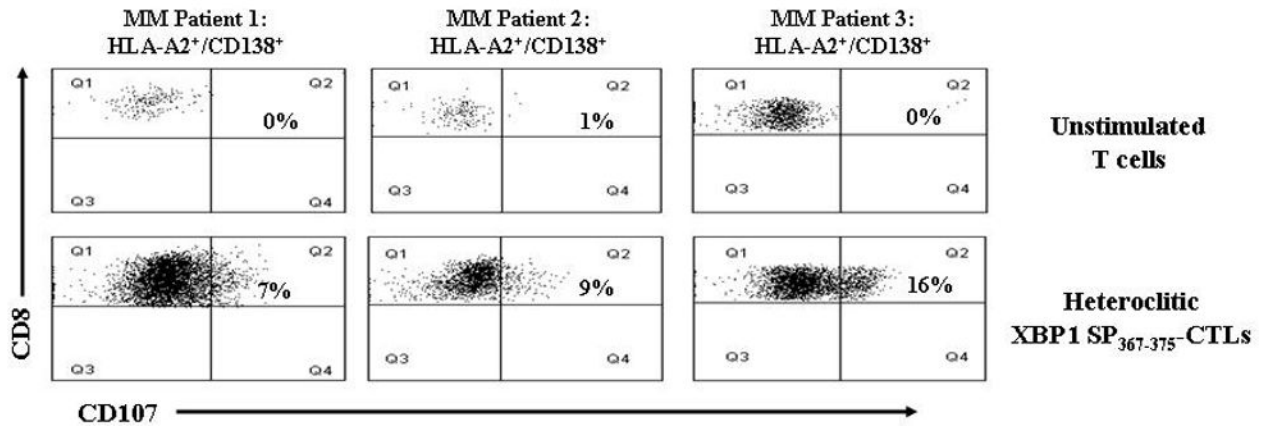 MM Patient 1:
HLA-A2⁺/CD138⁺
MM Patient 2:
HLA-A2⁺/CD138⁺
MM Patient 3:
HLA-A2⁺/CD138⁺
Q1 Q2
0%
Q3 Q4
Q1 Q2
1%
Q3 Q4
Q1 Q2
0%
Q3 Q4
Unstimulated
T cells
Q1 Q2
7%
Q3 Q4
Q1 Q2
9%
Q3 Q4
Q1 Q2
16%
Q3 Q4
Heteroclitic
XBP1 SP₃₆₇₋₃₇₅-CTLs
CD8
CD107